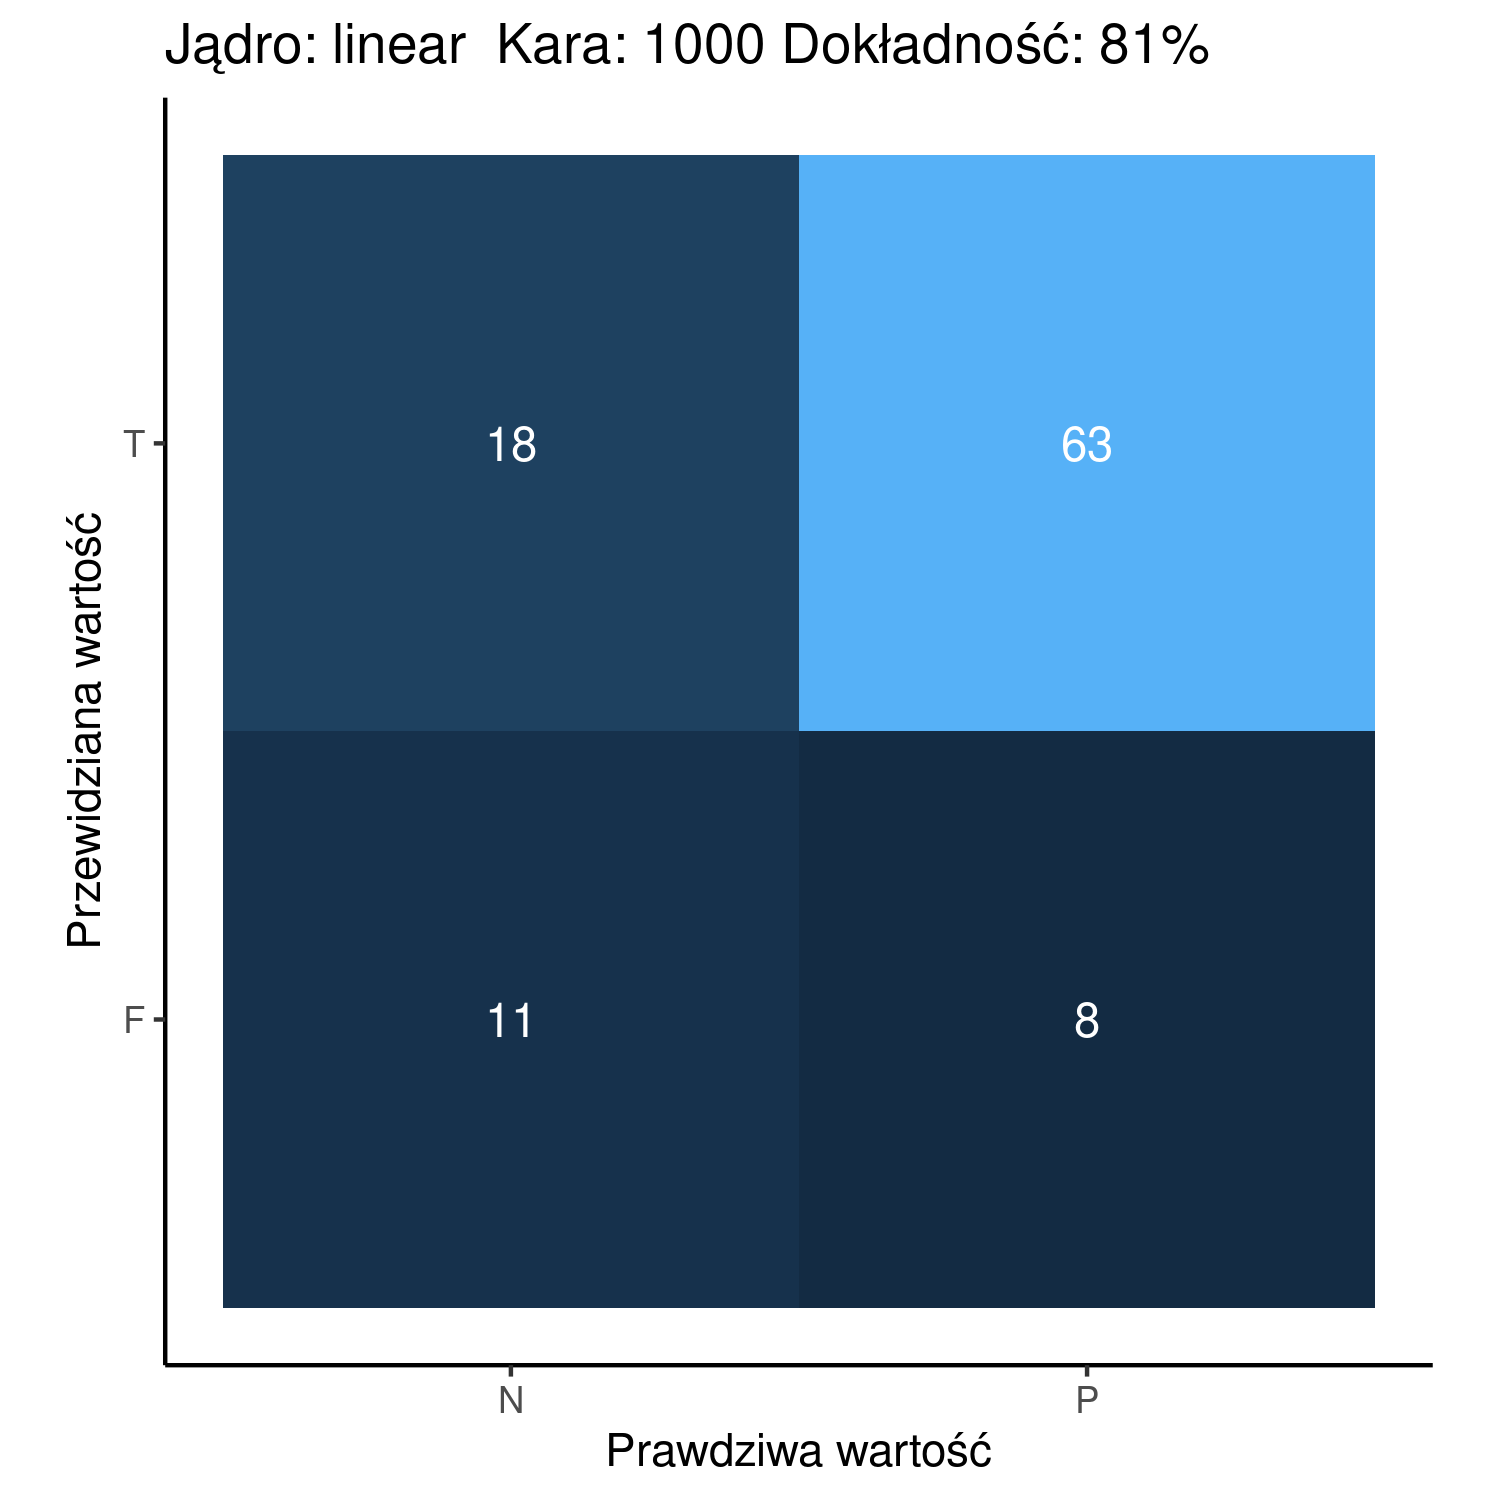 Jądro: linear  Kara: 1000 Dokładność: 81%
Przewidziana wartość
T
18
63
F
11
8
N
P
Prawdziwa wartość